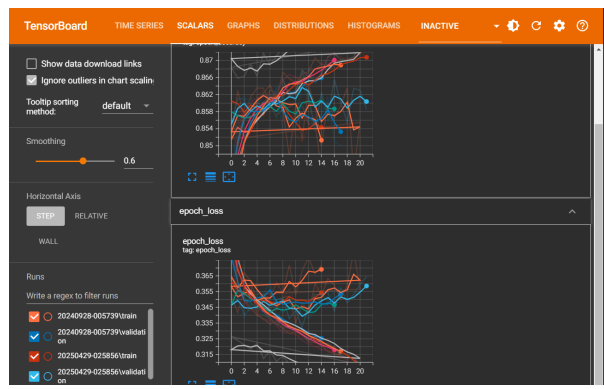 TensorBoard TIME SERIES SCALARS GRAPHS DISTRIBUTIONS HISTOGRAMS INACTIVE
Show data download links
Ignore outliers in chart scalin
Tooltip sorting
method: default
Smoothing
0.6
Horizontal Axis
STEP RELATIVE
WALL
Runs
Write a regex to filter runs
20240928-005739\train
20240928-005739\validati
on
20250429-025856\train
20250429-025856\validati
on
0.87
0.866
0.862
0.858
0.854
0.85
0 2 4 6 8 10 12 14 16 18 20
epoch_loss
epoch_loss
tag: epoch_loss
0.365
0.355
0.345
0.335
0.325
0.315
0 2 4 6 8 10 12 14 16 18 20